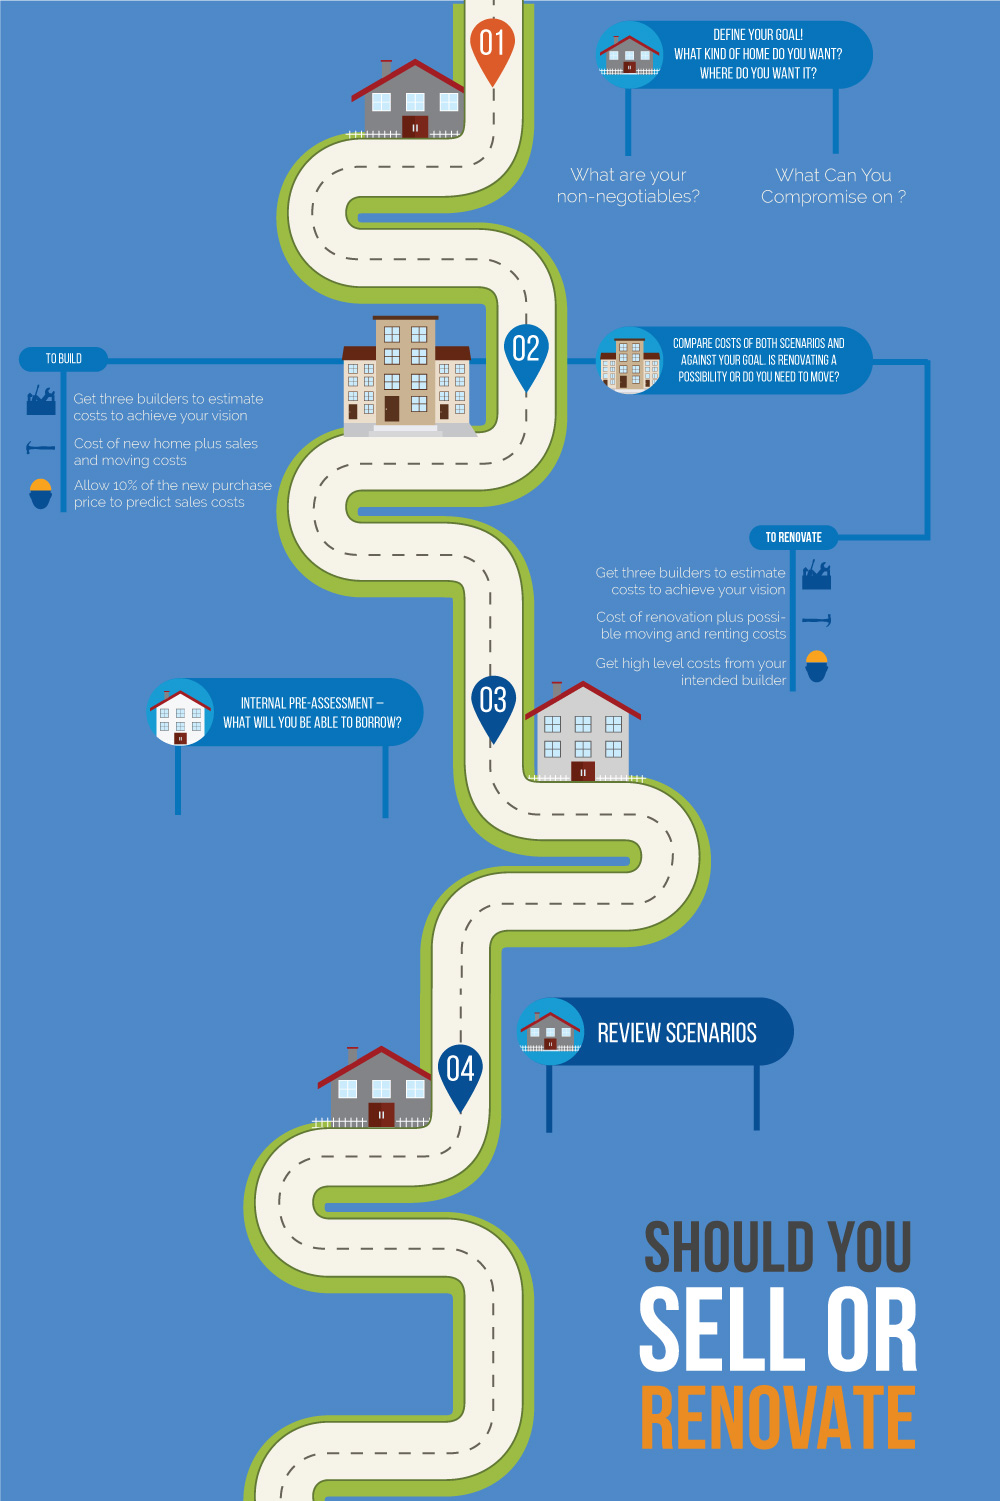 01
DEFINE YOUR GOAL!
WHAT KIND OF HOME DO YOU WANT?
WHERE DO YOU WANT IT?
What are your
non-negotiables?
What Can You
Compromise on ?
02
COMPARE COSTS OF BOTH SCENARIOS AND
AGAINST YOUR GOAL. IS RENOVATING A
POSSIBILITY OR DO YOU NEED TO MOVE?
TO BUILD
Get three builders to estimate
costs to achieve your vision
Cost of new home plus sales
and moving costs
Allow 10% of the new purchase
price to predict sales costs
TO RENOVATE
Get three builders to estimate
costs to achieve your vision
Cost of renovation plus possi-
ble moving and renting costs
Get high level costs from your
intended builder
03
INTERNAL PRE-ASSESSMENT –
WHAT WILL YOU BE ABLE TO BORROW?
04
REVIEW SCENARIOS
SHOULD YOU
SELL OR
RENOVATE